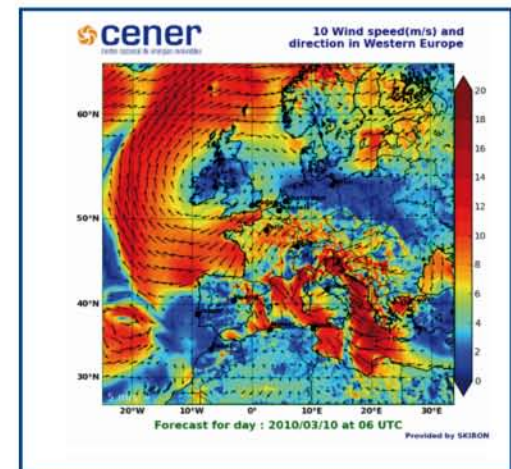 cener
centro nacional de energías renovables
10 Wind speed(m/s) and
direction in Western Europe
60°N
50°N
40°N
30°N
20°W 10°W 0° 10°E 20°E 30°E
20
18
16
14
12
10
8
6
4
2
0
Forecast for day : 2010/03/10 at 06 UTC
Provided by SKIRON